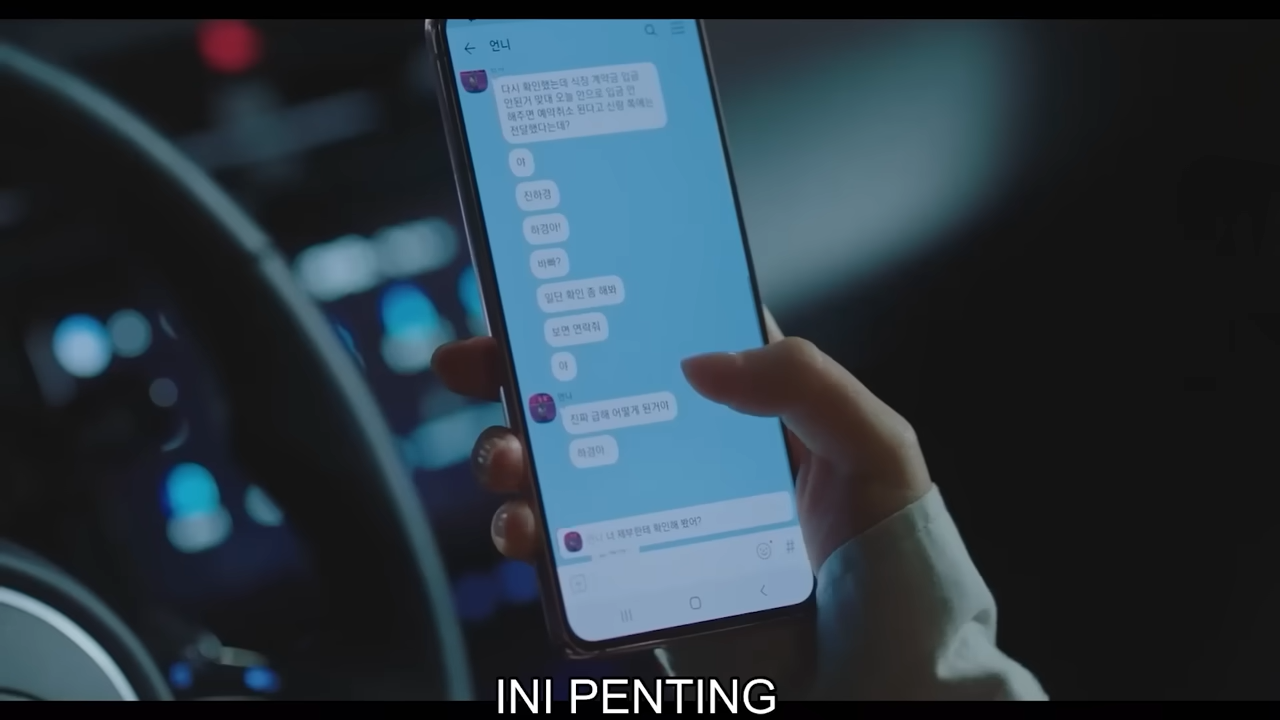 언니
다시 확인했는데 식장 계약금 입금
안된거 맞대 오늘 안으로 입금 안
해주면 예약취소 된다고 신랑 쪽에는
전달했다는데?
야
진하경
하경아!
바빠?
일단 확인 좀 해봐
보면 연락줘
야
언니
진짜 급해 어떻게 된거야
하경아
너 제부한테 확인해 봤어?
#
INI PENTING